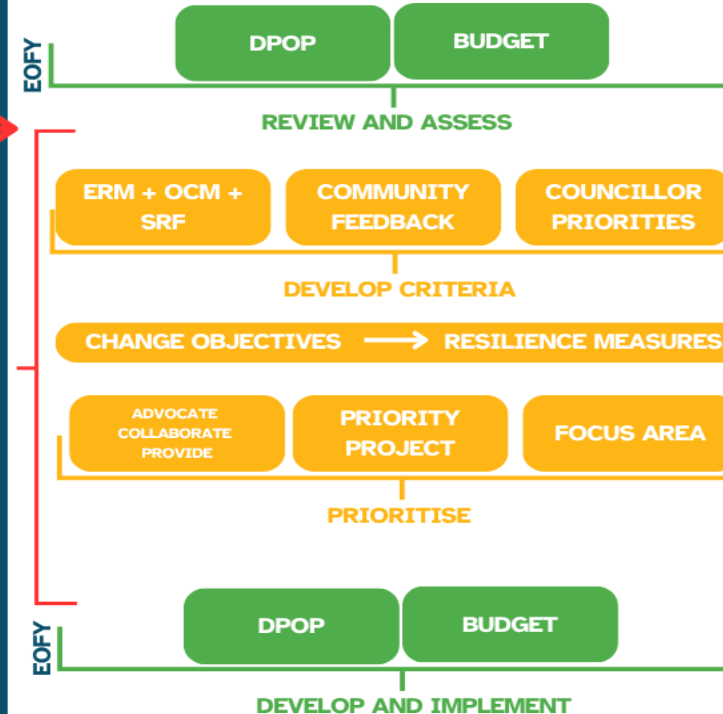 EOFY
DPOP
BUDGET
REVIEW AND ASSESS
ERM + OCM +
SRF
COMMUNITY
FEEDBACK
COUNCILLOR
PRIORITIES
DEVELOP CRITERIA
CHANGE OBJECTIVES
RESILIENCE MEASURES
ADVOCATE
COLLABORATE
PROVIDE
PRIORITY
PROJECT
FOCUS AREA
PRIORITISE
EOFY
DPOP
BUDGET
DEVELOP AND IMPLEMENT